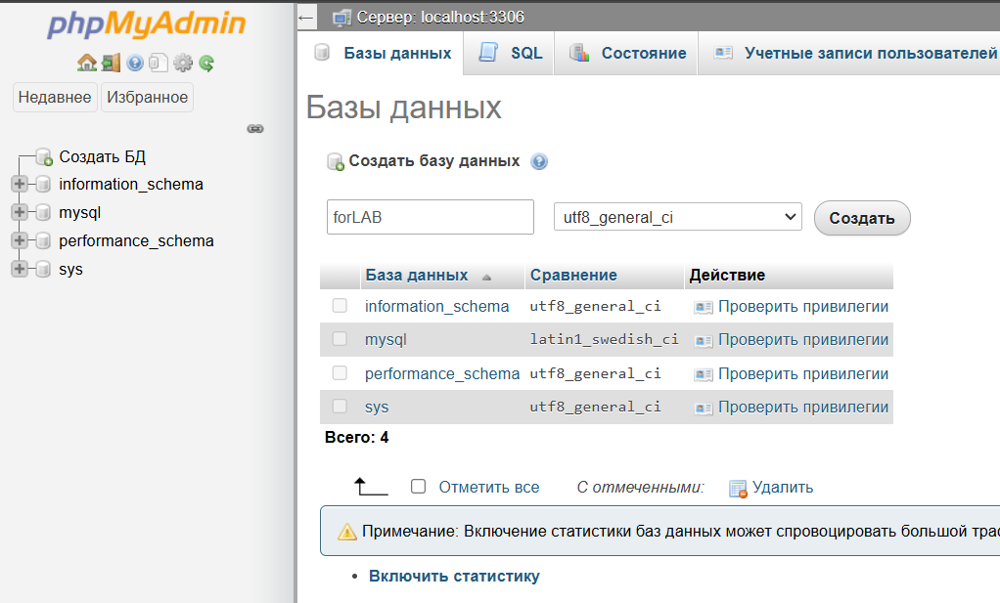 phpMyAdmin
Недавнее Избранное
Создать БД
information_schema
mysql
performance_schema
sys
← Сервер: localhost:3306
Базы данных SQL Состояние Учетные записи пользователей
Базы данных
Создать базу данных
forLAB utf8_general_ci Создать
База данных Сравнение Действие
information_schema utf8_general_ci Проверить привилегии
mysql latin1_swedish_ci Проверить привилегии
performance_schema utf8_general_ci Проверить привилегии
sys utf8_general_ci Проверить привилегии
Всего: 4
Отметить все С отмеченными: Удалить
Примечание: Включение статистики баз данных может спровоцировать большой
• Включить статистику